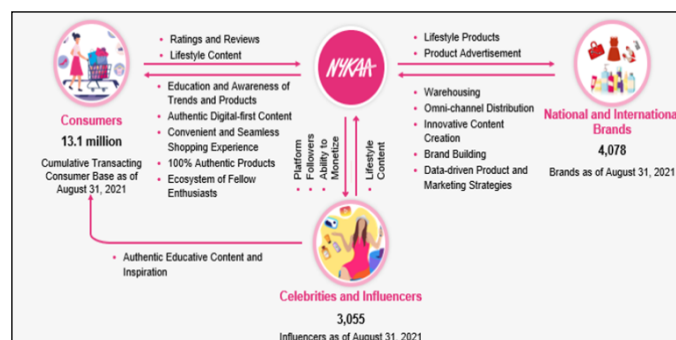 Ratings and Reviews
Lifestyle Content
NYKAA
Lifestyle Products
Product Advertisement
Consumers
13.1 million
Cumulative Transacting
Consumer Base as of
August 31, 2021
Education and Awareness of
Trends and Products
Authentic Digital-first Content
Convenient and Seamless
Shopping Experience
100% Authentic Products
Ecosystem of Fellow
Enthusiasts
Platform
Followers
Ability to
Monetize
Lifestyle
Content
Warehousing
Omni-channel Distribution
Innovative Content
Creation
Brand Building
Data-driven Product and
Marketing Strategies
National and International
Brands
4,078
Brands as of August 31, 2021
Authentic Educative Content and
Inspiration
Celebrities and Influencers
3,055
Influencers as of August 31, 2021